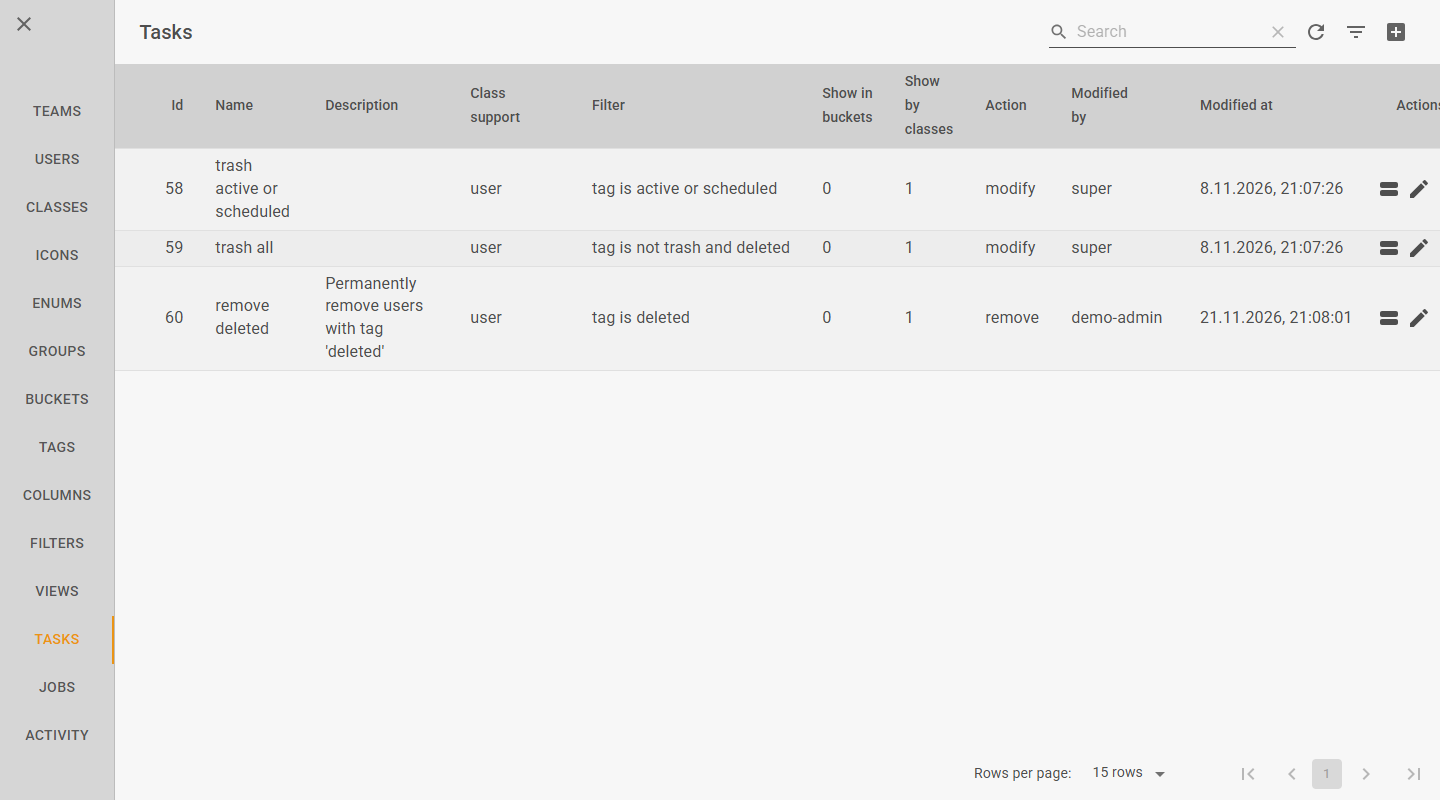 Tasks
Search
TEAMS
USERS
CLASSES
ICONS
ENUMS
GROUPS
BUCKETS
TAGS
COLUMNS
FILTERS
VIEWS
TASKS
JOBS
ACTIVITY
Id Name Description Class support Filter Show in buckets Show by classes Action Modified by Modified at Actions
58 trash active or scheduled user tag is active or scheduled 0 1 modify super 8.11.2026, 21:07:26
59 trash all user tag is not trash and deleted 0 1 modify super 8.11.2026, 21:07:26
60 remove deleted Permanently remove users with tag 'deleted' user tag is deleted 0 1 remove demo-admin 21.11.2026, 21:08:01
Rows per page: 15 rows 1